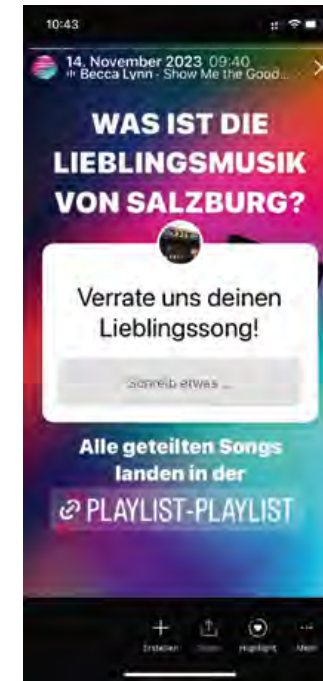 10:43
14. November 2023 09:40
Becca Lynn · Show Me the Good...
WAS IST DIE
LIEBLINGSMUSIK
VON SALZBURG?
Verrate uns deinen
Lieblingssong!
Schreib etwas ...
Alle geteilten Songs
landen in der
PLAYLIST-PLAYLIST
Erstellen Highlight Mehr